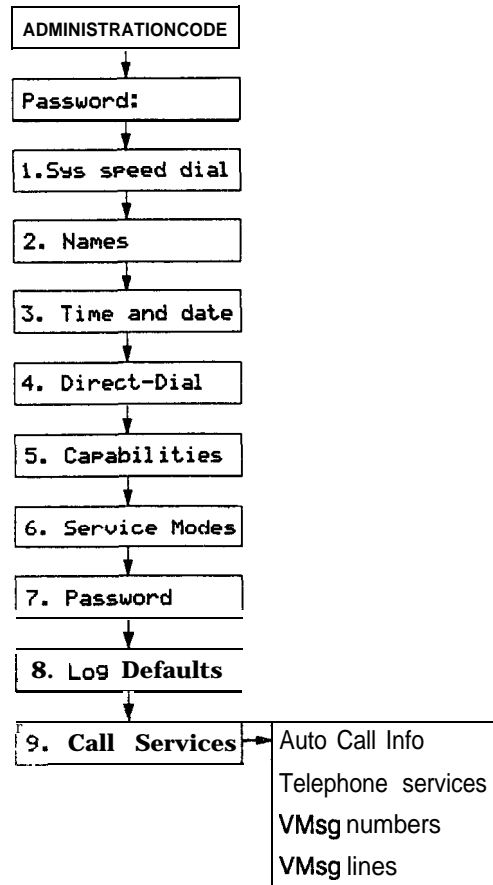 ADMINISTRATIONCODE
Password:
1.Sys speed dial
2. Names
3. Time and date
4. Direct-Dial
5. Capabilities
6. Service Modes
7. Password
8. Log Defaults
9. Call Services
Auto Call Info
Telephone services
VMsg numbers
VMsg lines